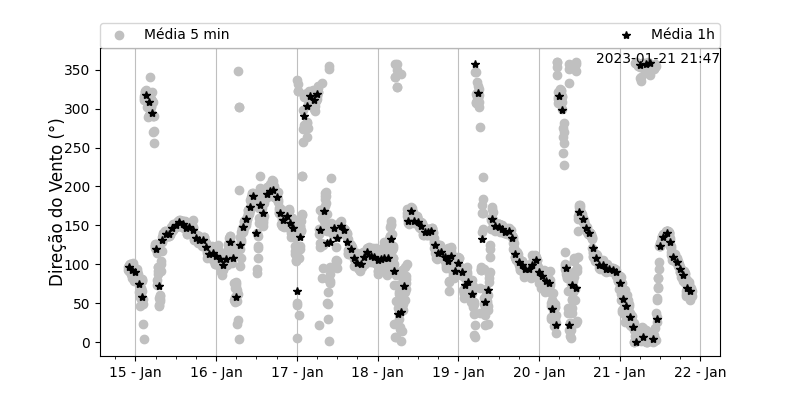 Média 5 min
Média 1h
2023-01-21 21:47
Direção do Vento (°)
350
300
250
200
150
100
50
0
15 - Jan
16 - Jan
17 - Jan
18 - Jan
19 - Jan
20 - Jan
21 - Jan
22 - Jan